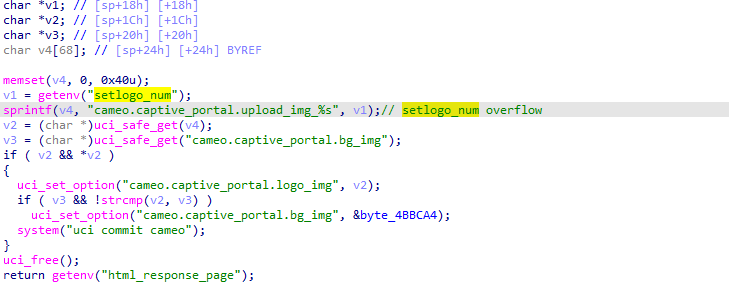 char *v1; // [sp+18h] [+18h]
char *v2; // [sp+1Ch] [+1Ch]
char *v3; // [sp+20h] [+20h]
char v4[68]; // [sp+24h] [+24h] BYREF
memset(v4, 0, 0x40u);
v1 = getenv("setlogo_num");
sprintf(v4, "cameo.captive_portal.upload_img_%s", v1);// setlogo_num overflow
v2 = (char *)uci_safe_get(v4);
v3 = (char *)uci_safe_get("cameo.captive_portal.bg_img");
if ( v2 && *v2 )
{
  uci_set_option("cameo.captive_portal.logo_img", v2);
  if ( v3 && !strcmp(v2, v3) )
    uci_set_option("cameo.captive_portal.bg_img", &byte_4BBCA4);
  system("uci commit cameo");
}
uci_free();
return getenv("html_response_page");